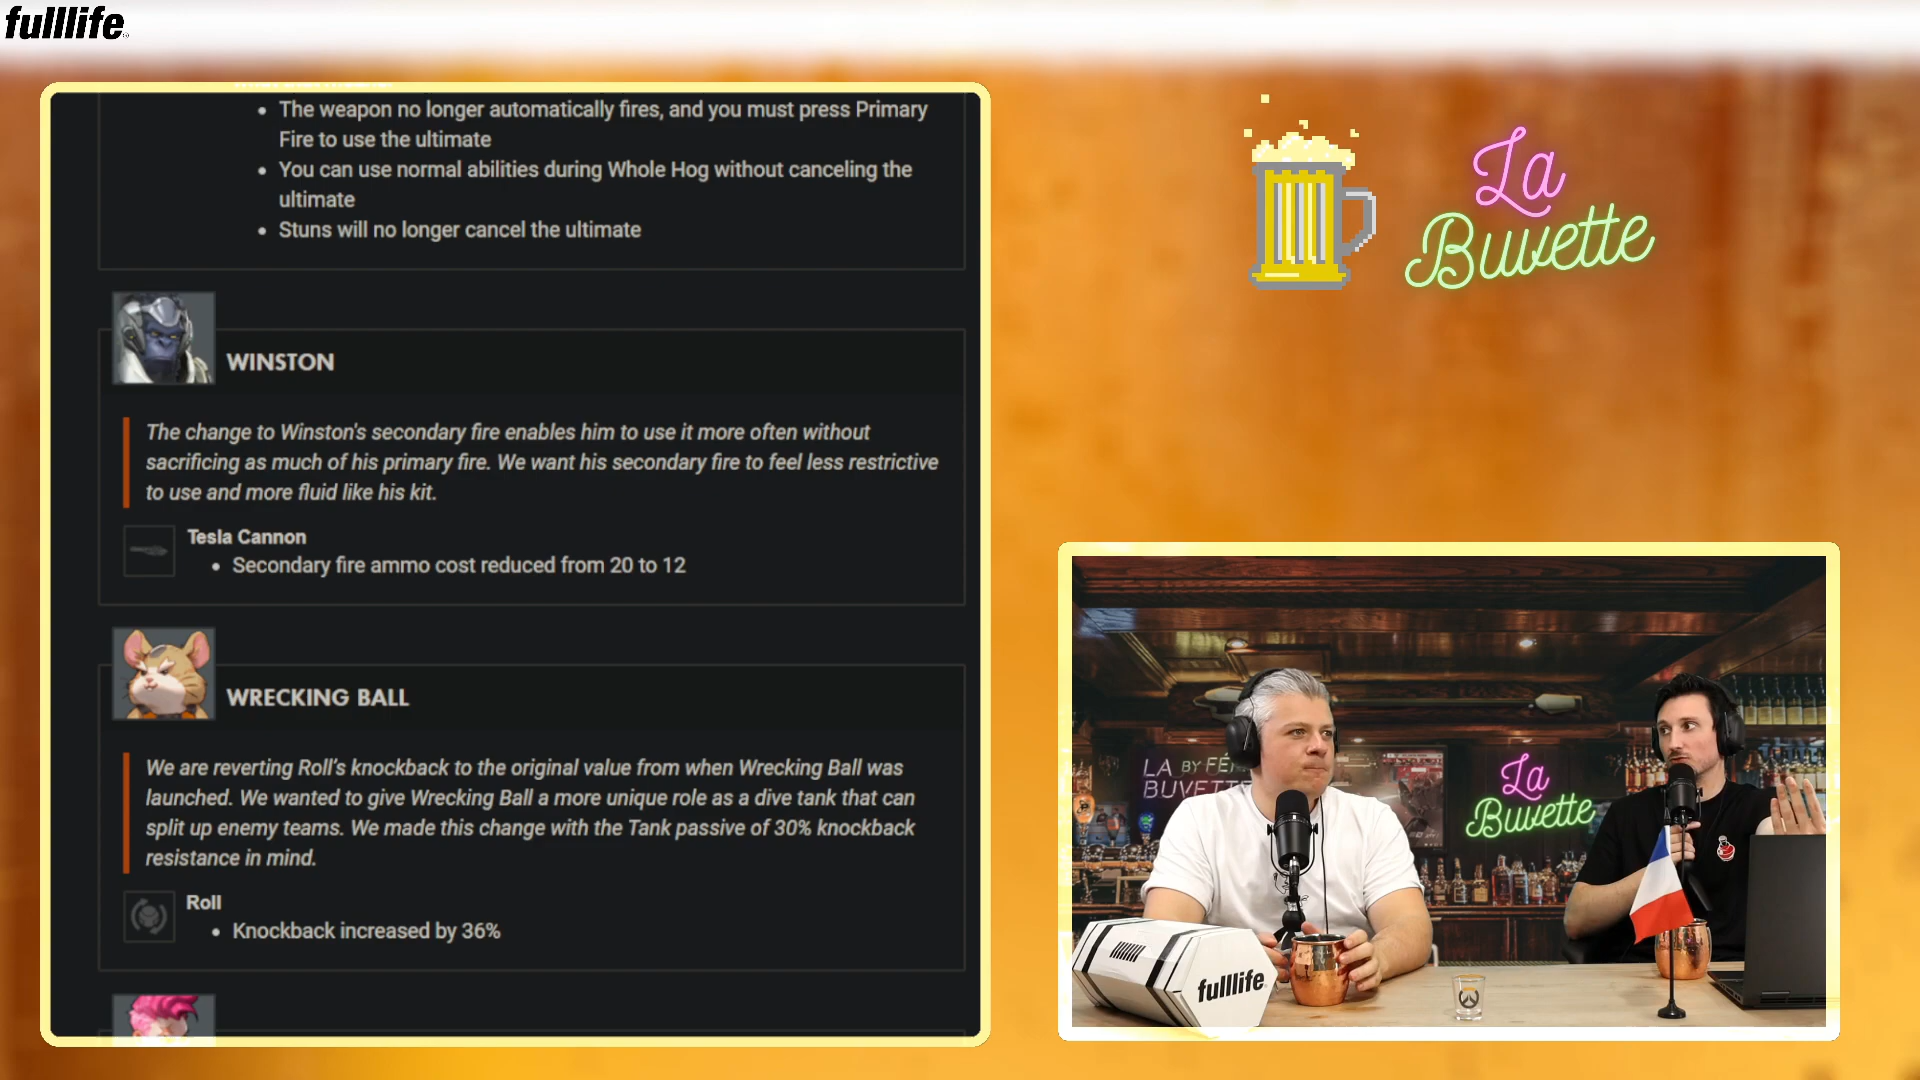 fulllife
The weapon no longer automatically fires, and you must press Primary
Fire to use the ultimate
You can use normal abilities during Whole Hog without canceling the
ultimate
Stuns will no longer cancel the ultimate
WINSTON
The change to Winston's secondary fire enables him to use it more often without
sacrificing as much of his primary fire. We want his secondary fire to feel less restrictive
to use and more fluid like his kit.
Tesla Cannon
Secondary fire ammo cost reduced from 20 to 12
WRECKING BALL
We are reverting Roll's knockback to the original value from when Wrecking Ball was
launched. We wanted to give Wrecking Ball a more unique role as a dive tank that can
split up enemy teams. We made this change with the Tank passive of 30% knockback
resistance in mind.
Roll
Knockback increased by 36%
La
Buvette
LA BY
BUVETTE
La
Buvette
fulllife